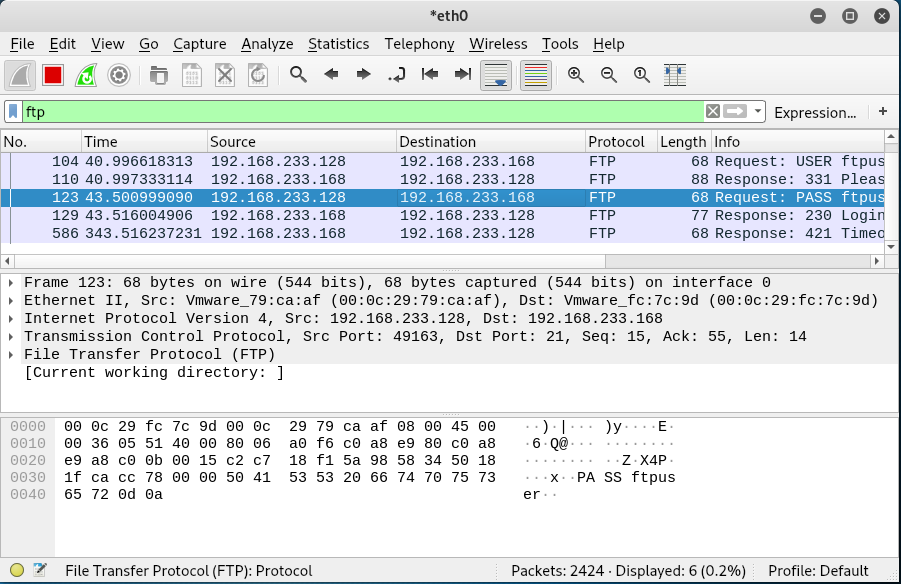 *eth0
File Edit View Go Capture Analyze Statistics Telephony Wireless Tools Help
ftp Expression… +
No. Time Source Destination Protocol Length Info
104 40.996618313 192.168.233.128 192.168.233.168 FTP 68 Request: USER ftpus
110 40.997333114 192.168.233.168 192.168.233.128 FTP 88 Response: 331 Pleas
123 43.500999090 192.168.233.128 192.168.233.168 FTP 68 Request: PASS ftpus
129 43.516004906 192.168.233.168 192.168.233.128 FTP 77 Response: 230 Login
586 343.516237231 192.168.233.168 192.168.233.128 FTP 68 Response: 421 Timeo
Frame 123: 68 bytes on wire (544 bits), 68 bytes captured (544 bits) on interface 0
Ethernet II, Src: Vmware_79:ca:af (00:0c:29:79:ca:af), Dst: Vmware_fc:7c:9d (00:0c:29:fc:7c:9d)
Internet Protocol Version 4, Src: 192.168.233.128, Dst: 192.168.233.168
Transmission Control Protocol, Src Port: 49163, Dst Port: 21, Seq: 15, Ack: 55, Len: 14
File Transfer Protocol (FTP)
[Current working directory: ]
0000 00 0c 29 fc 7c 9d 00 0c 29 79 ca af 08 00 45 00 ··)·|··· )y····E·
0010 00 36 05 51 40 00 80 06 a0 f6 c0 a8 e9 80 c0 a8 ·6·Q@··· ········
0020 e9 a8 c0 0b 00 15 c2 c7 18 f1 5a 98 58 34 50 18 ········ ··Z·X4P·
0030 1f ca cc 78 00 00 50 41 53 53 20 66 74 70 75 73 ···x··PA SS ftpus
0040 65 72 0d 0a er··
File Transfer Protocol (FTP): Protocol Packets: 2424 · Displayed: 6 (0.2%) Profile: Default